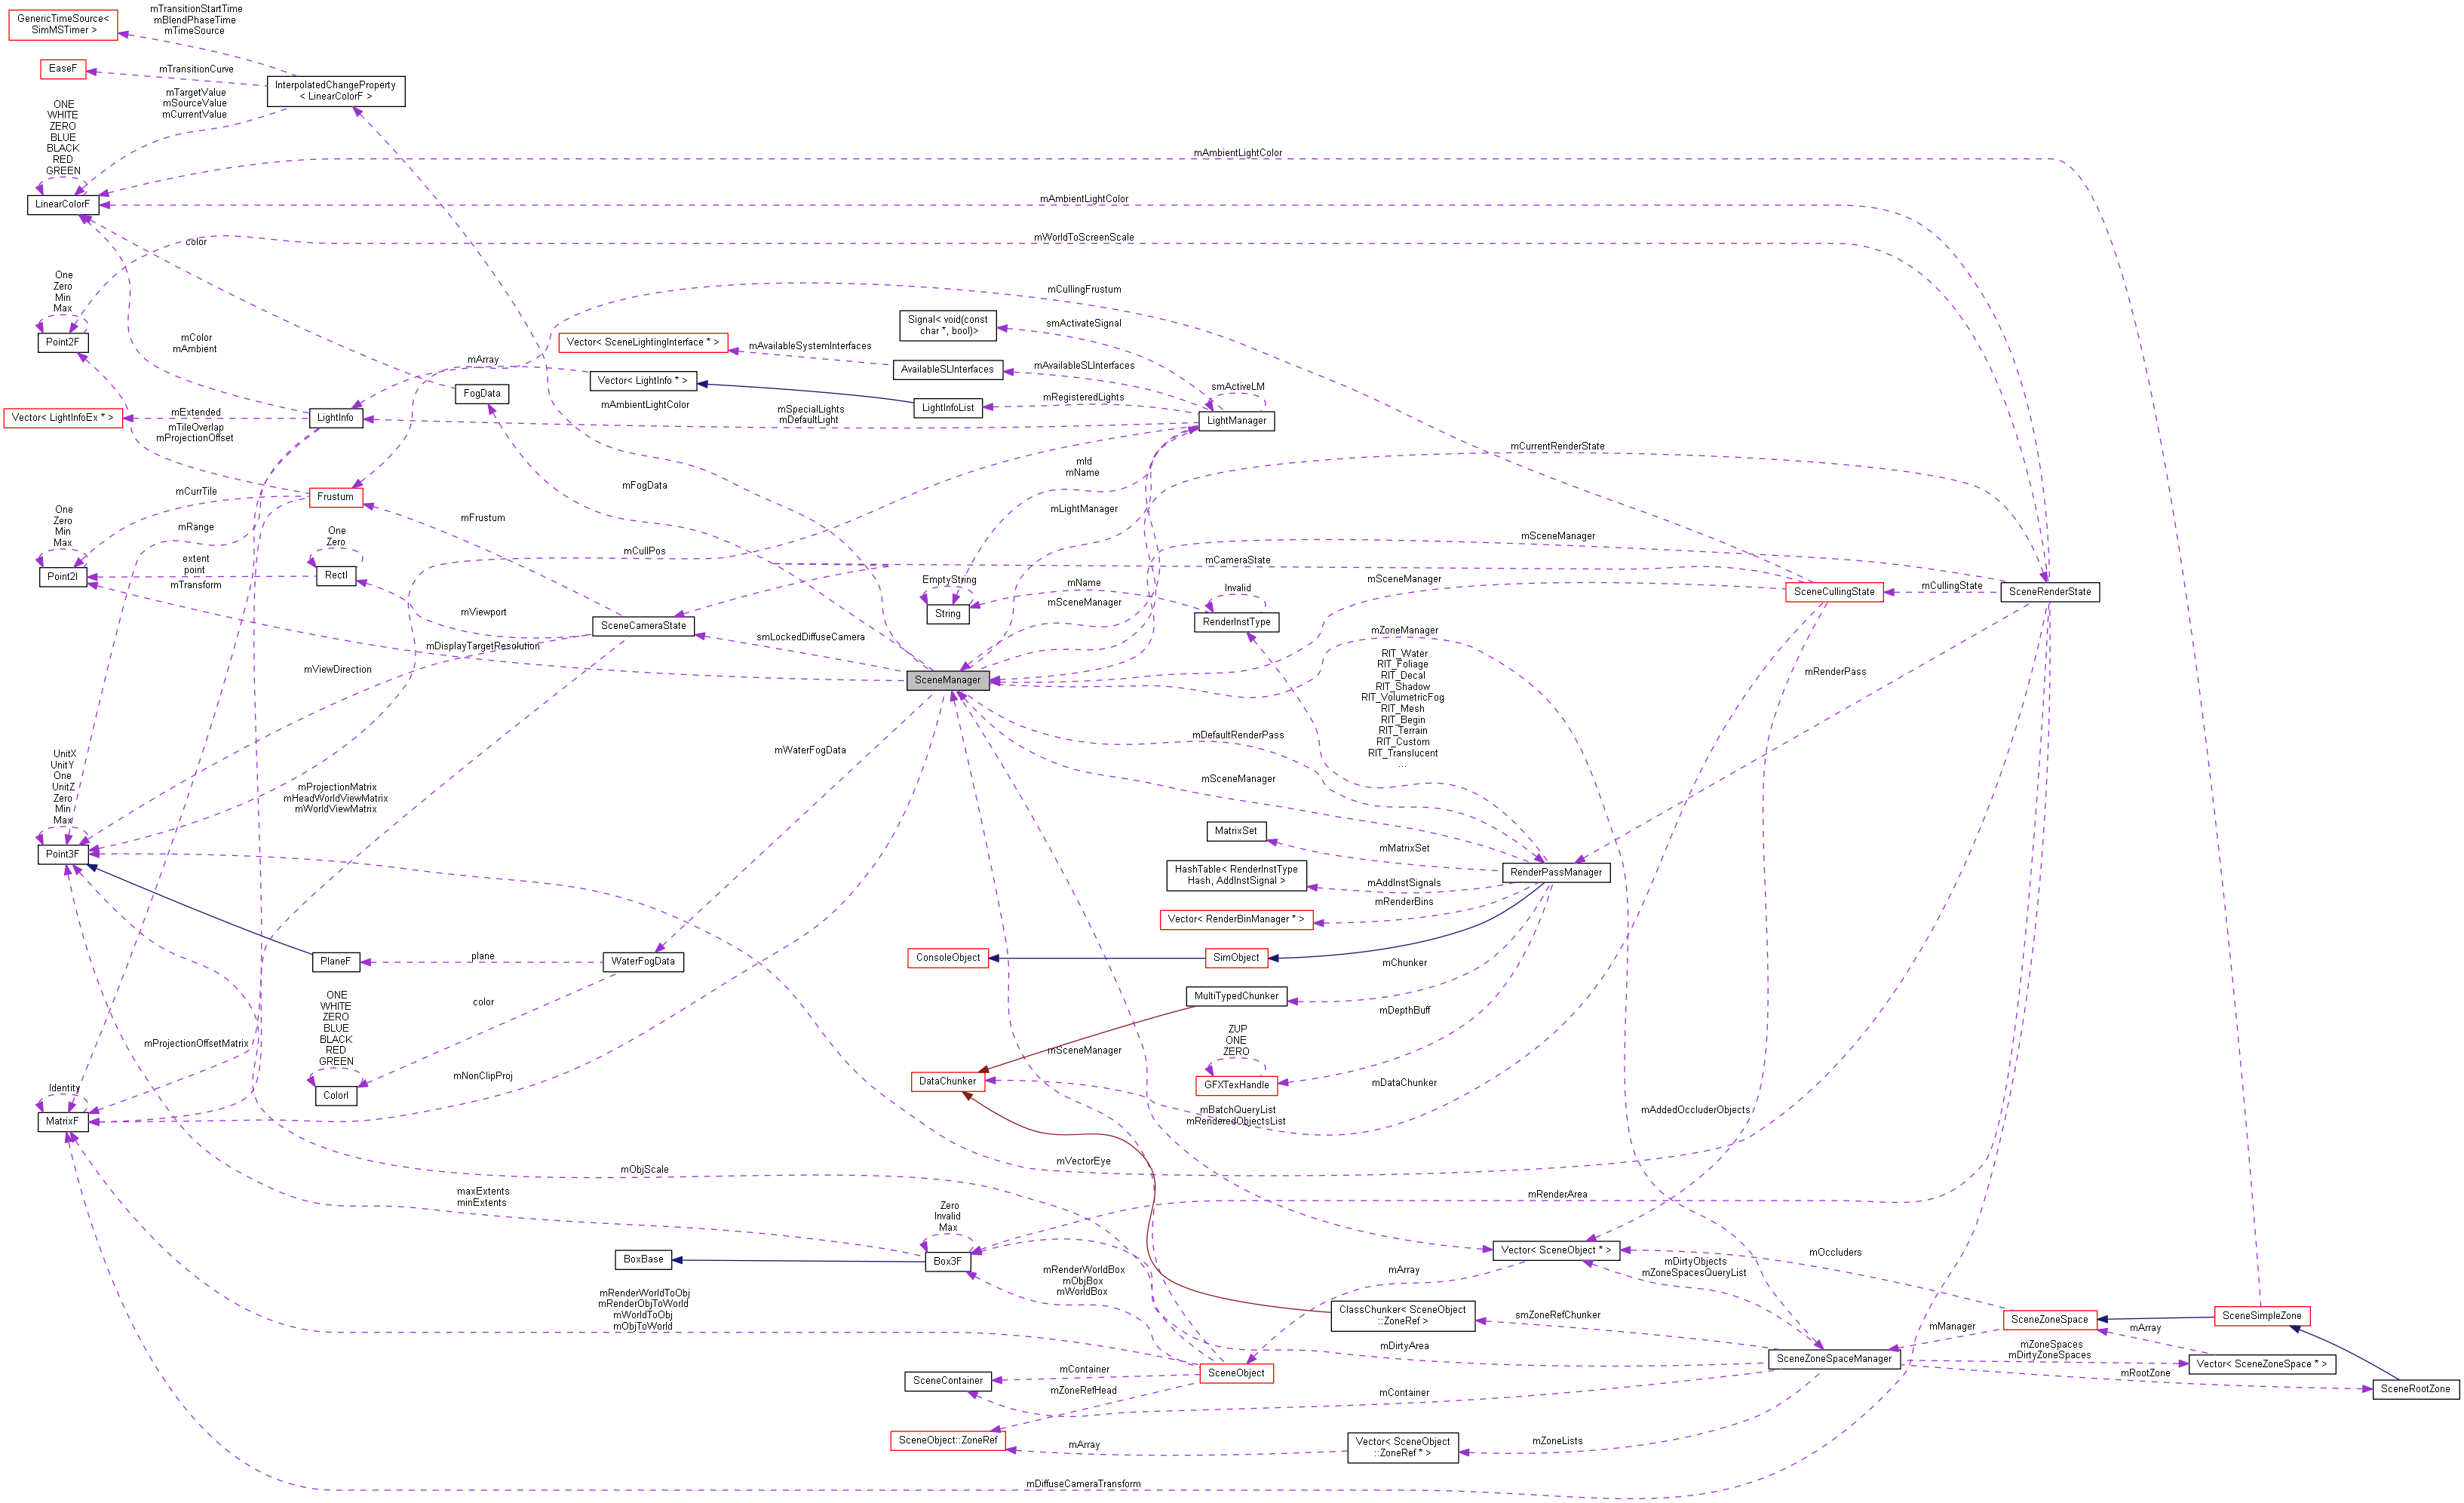 GenericTimeSource<
SimMSTimer >
mTransitionStartTime
mBlendPhaseTime
mTimeSource
EaseF
mTransitionCurve
InterpolatedChangeProperty
< LinearColorF >
mTargetValue
mSourceValue
mCurrentValue
ONE
WHITE
ZERO
BLUE
BLACK
RED
GREEN
LinearColorF
mAmbientLightColor
mAmbientLightColor
color
mWorldToScreenScale
One
Zero
Min
Max
Point2F
mColor
mAmbient
mCullingFrustum
Signal< void(const
char *, bool)>
smActivateSignal
Vector< SceneLightingInterface * >
mAvailableSystemInterfaces
AvailableSLInterfaces
mAvailableSLInterfaces
mArray
Vector< LightInfo * >
FogData
mAmbientLightColor
LightInfoList
mRegisteredLights
smActiveLM
LightManager
Vector< LightInfoEx * >
mExtended
LightInfo
mSpecialLights
mDefaultLight
mTileOverlap
mProjectionOffset
mCurrentRenderState
mId
mName
mCurrTile
Frustum
mFogData
mFrustum
mLightManager
One
Zero
Min
Max
mRange
One
Zero
mCullPos
mSceneManager
Point2I
extent
point
RectI
mTransform
mCameraState
EmptyString
mName
Invalid
mSceneManager
SceneCullingState
mCullingState
SceneRenderState
mViewport
String
RenderInstType
SceneCameraState
mSceneManager
mZoneManager
smLockedDiffuseCamera
mDisplayTargetResolution
mViewDirection
SceneManager
RIT_Water
RIT_Foliage
RIT_Decal
RIT_Shadow
RIT_VolumetricFog
RIT_Mesh
RIT_Begin
RIT_Terrain
RIT_Custom
RIT_Translucent
...
mRenderPass
mDefaultRenderPass
mWaterFogData
UnitX
UnitY
One
UnitZ
Zero
Min
Max
mProjectionMatrix
mHeadWorldViewMatrix
mWorldViewMatrix
mSceneManager
MatrixSet
mMatrixSet
Point3F
HashTable< RenderInstType
Hash, AddInstSignal >
mAddInstSignals
RenderPassManager
Vector< RenderBinManager * >
mRenderBins
PlaneF
plane
WaterFogData
ConsoleObject
SimObject
mChunker
color
MultiTypedChunker
mDepthBuff
ONE
WHITE
ZERO
BLUE
BLACK
RED
GREEN
ColorI
mProjectionOffsetMatrix
ZUP
ONE
ZERO
GFXTexHandle
mSceneManager
mNonClipProj
DataChunker
mDataChunker
Identity
MatrixF
mBatchQueryList
mRenderedObjectsList
mAddedOccluderObjects
mObjScale
mVectorEye
maxExtents
minExtents
mRenderArea
Zero
Invalid
Max
BoxBase
Box3F
Vector< SceneObject * >
mOccluders
mDirtyObjects
mZoneSpacesQueryList
mArray
mRenderWorldBox
mObjBox
mWorldBox
mRenderWorldToObj
mRenderObjToWorld
mWorldToObj
mObjToWorld
ClassChunker< SceneObject
::ZoneRef >
smZoneRefChunker
SceneZoneSpace
SceneSimpleZone
mManager
mArray
mDirtyArea
SceneZoneSpaceManager
mZoneSpaces
mDirtyZoneSpaces
Vector< SceneZoneSpace * >
mRootZone
SceneRootZone
SceneContainer
mContainer
SceneObject
mZoneRefHead
mContainer
SceneObject::ZoneRef
mArray
Vector< SceneObject
::ZoneRef * >
mZoneLists
mDiffuseCameraTransform